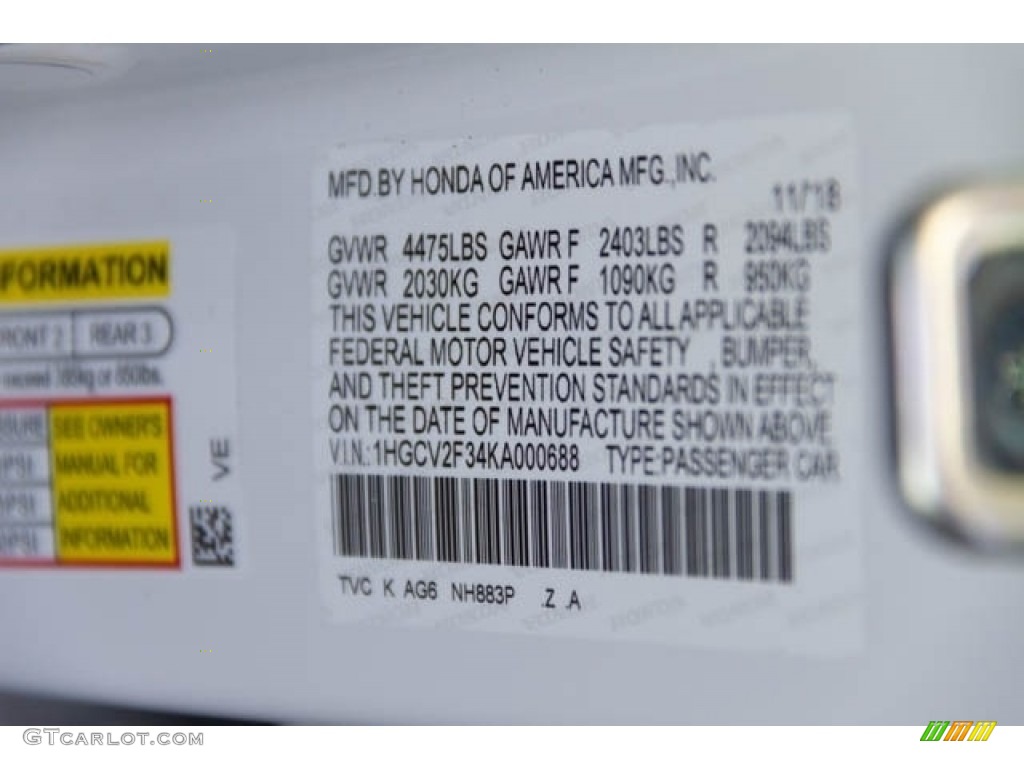 MFD.BY HONDA OF AMERICA MFG.,INC.
11/18
GVWR 4475LBS GAWR F 2403LBS R 2094LBS
GVWR 2030KG GAWR F 1090KG R 950KG
THIS VEHICLE CONFORMS TO ALL APPLICABLE
FEDERAL MOTOR VEHICLE SAFETY , BUMPER,
AND THEFT PREVENTION STANDARDS IN EFFECT
ON THE DATE OF MANUFACTURE SHOWN ABOVE.
V.I.N.:1HGCV2F34KA000688 TYPE:PASSENGER CAR
TVC K AG6 NH883P .Z .A
FORMATION
FRONT 2 REAR 3
SEE OWNER'S
MANUAL FOR
ADDITIONAL
INFORMATION
VE
GTCARLOT.COM